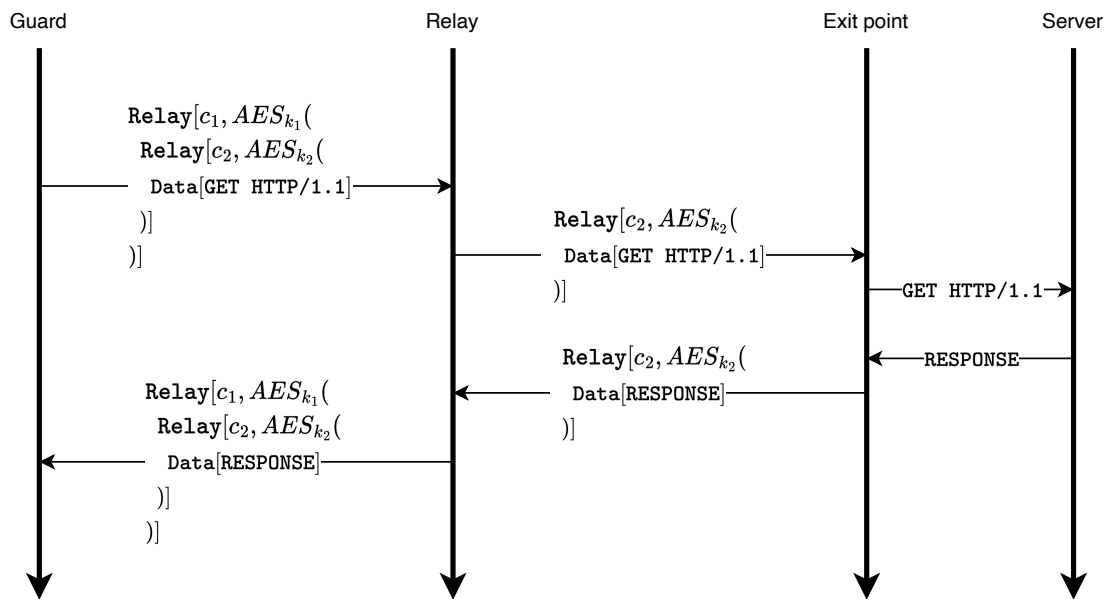 Guard
Relay
Exit point
Server
Relay[c₁, AESₖ₁(
Relay[c₂, AESₖ₂(
Data[GET HTTP/1.1]
)]
)]
Relay[c₂, AESₖ₂(
Data[GET HTTP/1.1]
)]
GET HTTP/1.1
RESPONSE
Relay[c₂, AESₖ₂(
Data[RESPONSE]
)]
Relay[c₁, AESₖ₁(
Relay[c₂, AESₖ₂(
Data[RESPONSE]
)]
)]